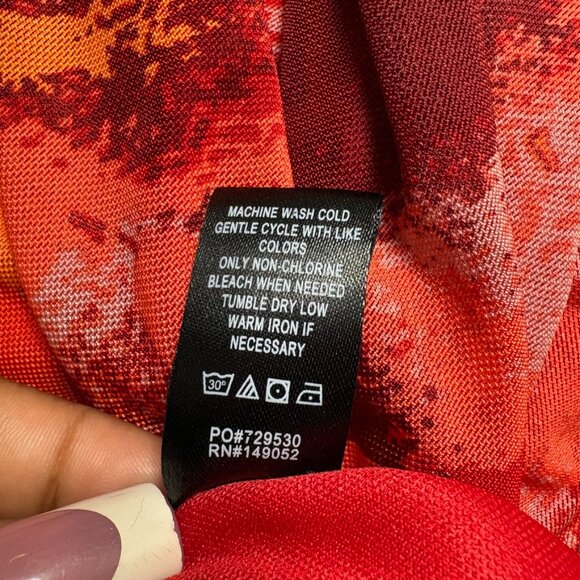 MACHINE WASH COLD
GENTLE CYCLE WITH LIKE
COLORS
ONLY NON-CHLORINE
BLEACH WHEN NEEDED
TUMBLE DRY LOW
WARM IRON IF
NECESSARY
30°
PO#729530
RN#149052